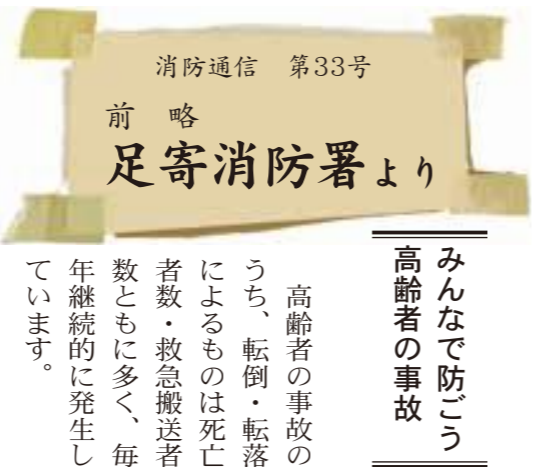 消防通信　第33号
前　略
足寄消防署より
みんなで防ごう
高齢者の事故
　高齢者の事故の
うち、転倒・転落
によるものは死亡
者数・救急搬送者
数ともに多く、毎
年継続的に発生し
ています。